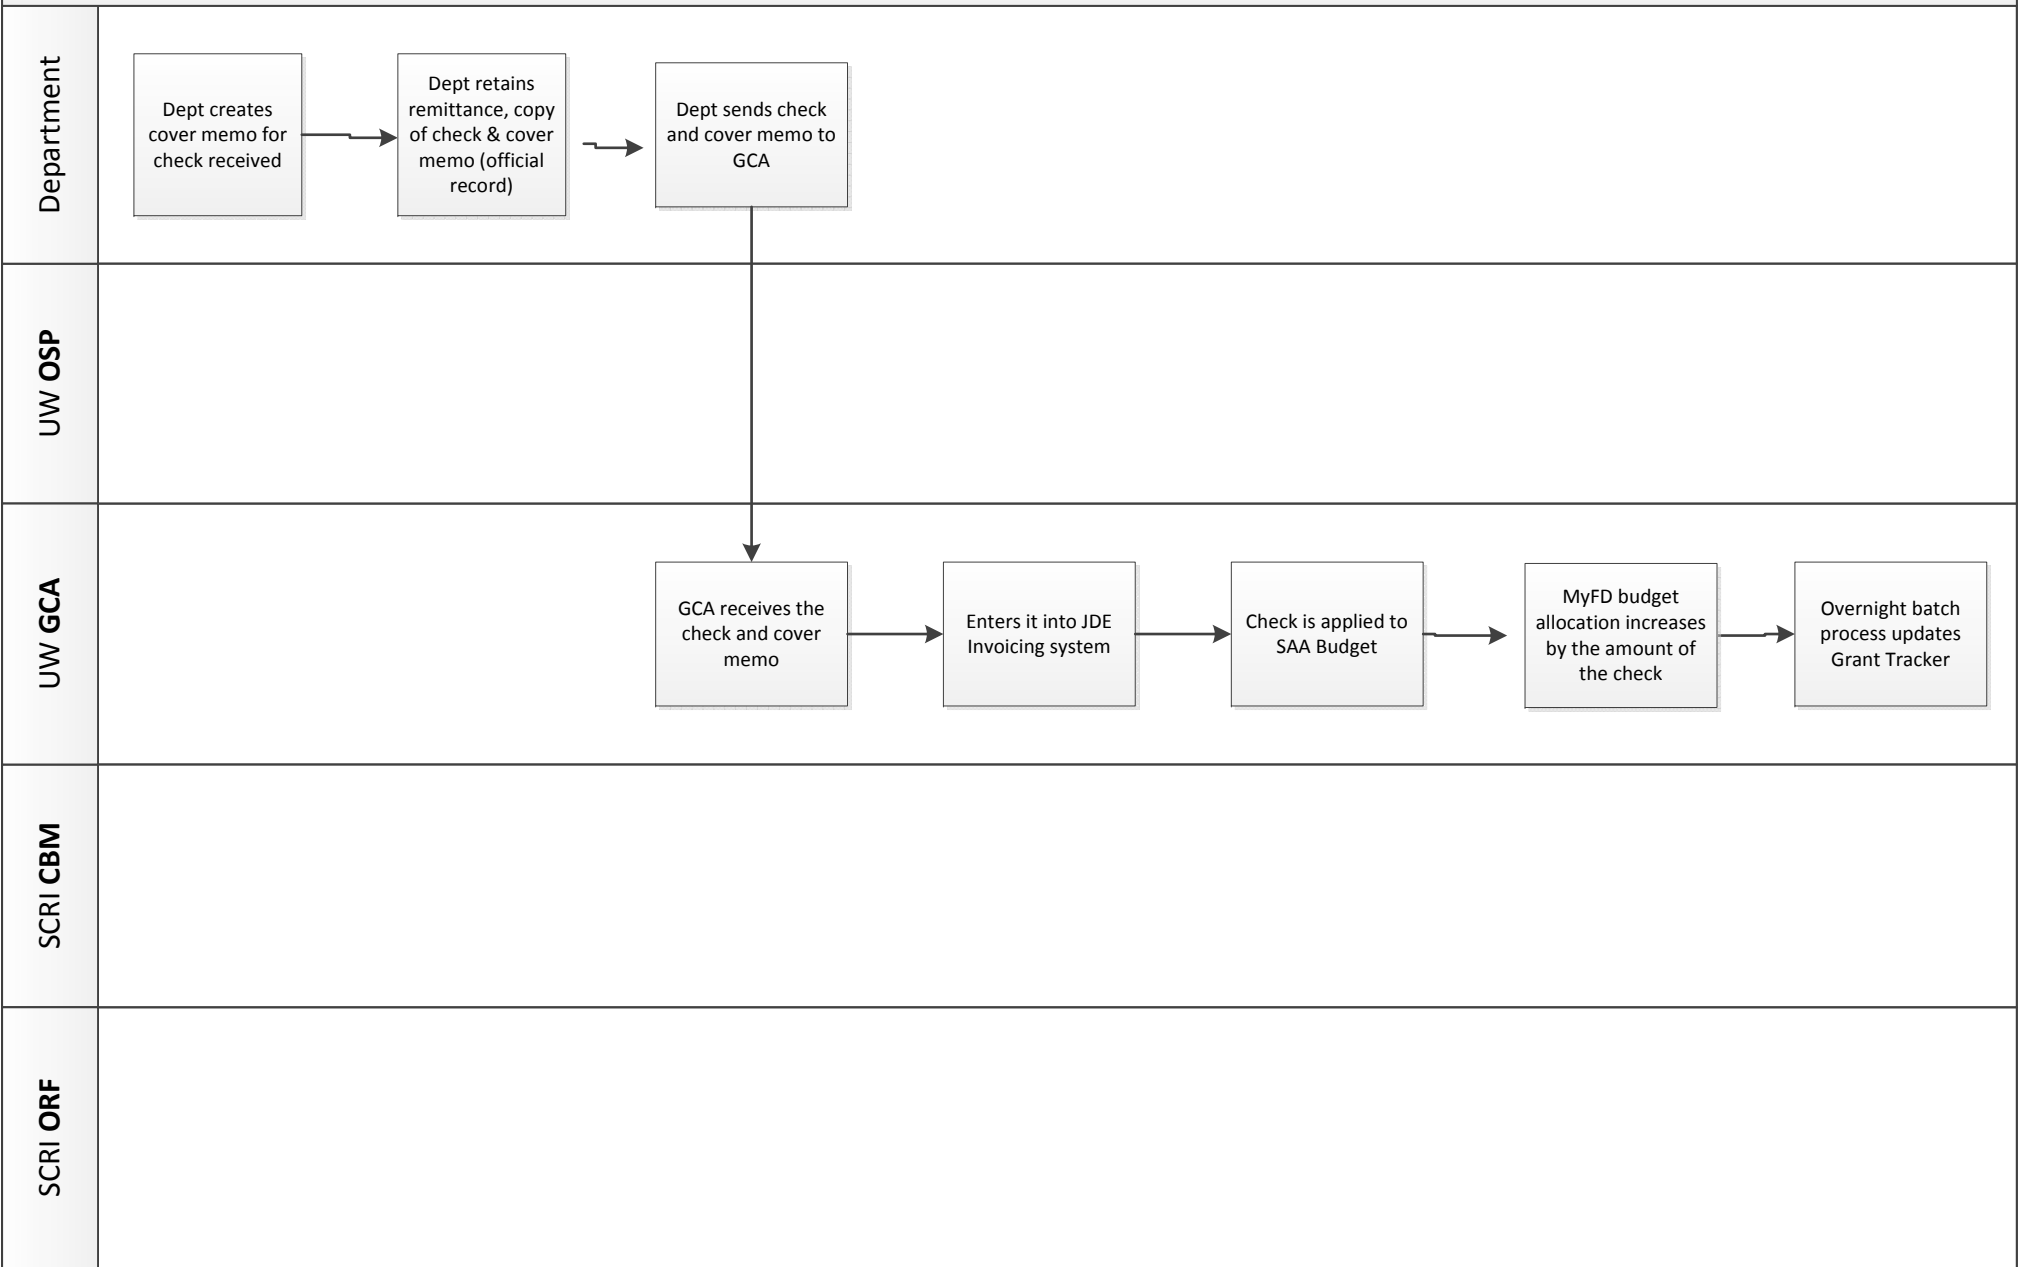 Department
Dept creates
cover memo for
check received
Dept retains
remittance, copy
of check & cover
memo (official
record)
Dept sends check
and cover memo to
GCA
UW OSP
UW GCA
GCA receives the
check and cover
memo
Enters it into JDE
Invoicing system
Check is applied to
SAA Budget
MyFD budget
allocation increases
by the amount of
the check
Overnight batch
process updates
Grant Tracker
SCRI CBM
SCRI ORF